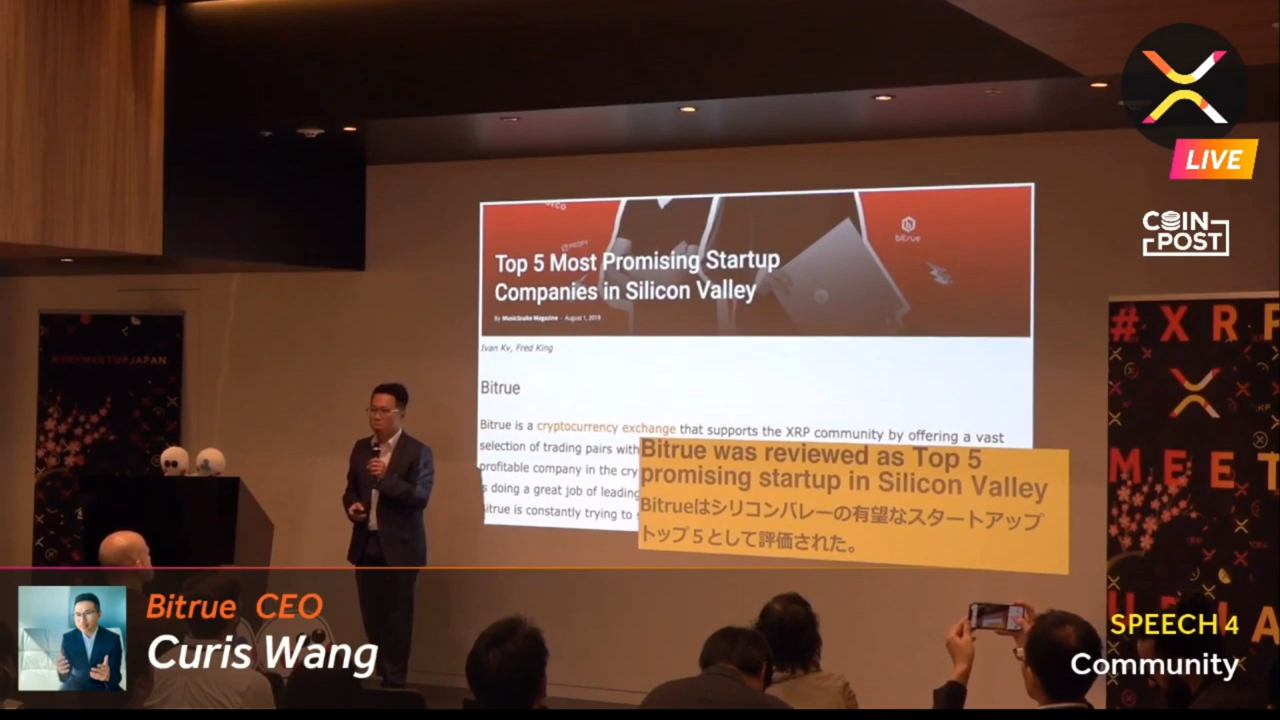 LIVE
COIN
POST
bitrue
Top 5 Most Promising Startup
Companies in Silicon Valley
By MusicSnake Magazine - August 1, 2019
Ivan Kv, Fred King
Bitrue
Bitrue is a cryptocurrency exchange that supports the XRP community by offering a vast
selection of trading pairs with
profitable company in the cry
s doing a great job of leading
itrue is constantly trying to
Bitrue was reviewed as Top 5
promising startup in Silicon Valley
Bitrueはシリコンバレーの有望なスタートアップ
トップ5として評価された。
#XRPMEETUPJAPAN
#XRP
MEET
Bitrue CEO
Curis Wang
SPEECH 4
Community